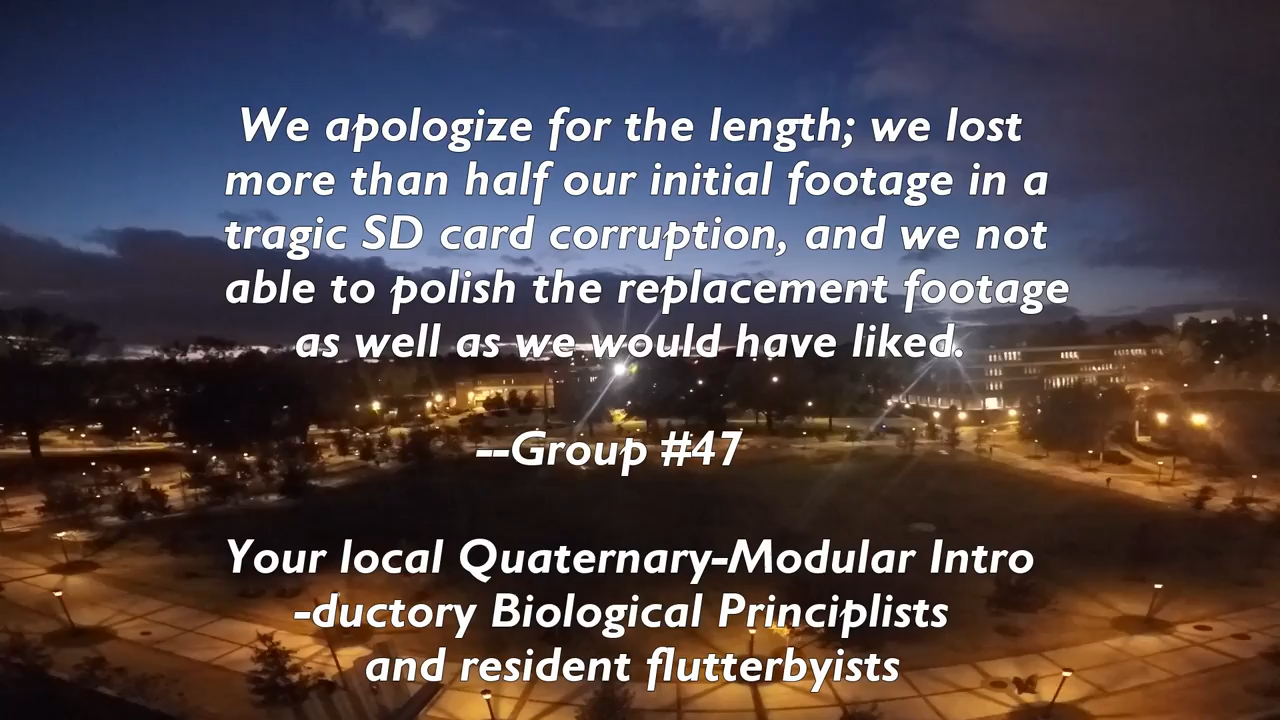 We apologize for the length; we lost
more than half our initial footage in a
tragic SD card corruption, and we not
able to polish the replacement footage
as well as we would have liked.
--Group #47
Your local Quaternary-Modular Intro
-ductory Biological Principlists
and resident flutterbyists